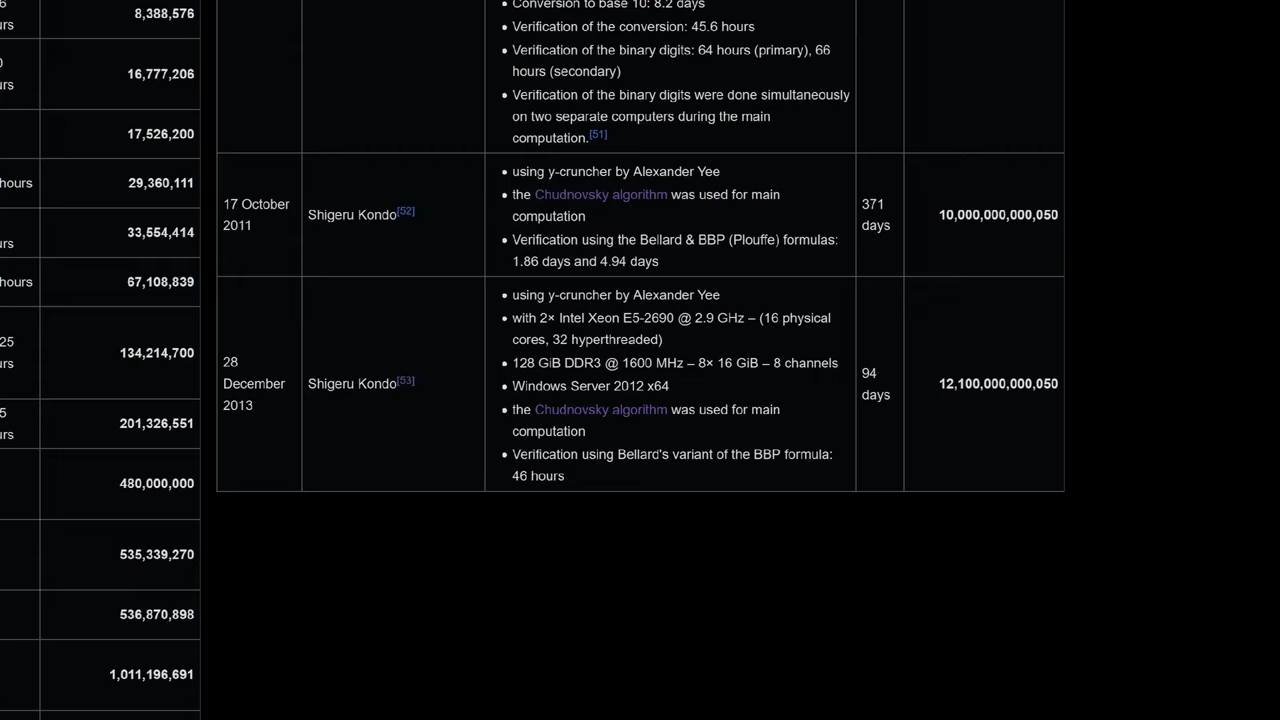 6
urs
8,388,576
0
urs
16,777,206
17,526,200
hours
29,360,111
urs
33,554,414
hours
67,108,839
25
urs
134,214,700
5
urs
201,326,551
480,000,000
535,339,270
536,870,898
1,011,196,691
• Conversion to base 10: 8.2 days
• Verification of the conversion: 45.6 hours
• Verification of the binary digits: 64 hours (primary), 66
hours (secondary)
• Verification of the binary digits were done simultaneously
on two separate computers during the main
computation.[51]
17 October
2011
Shigeru Kondo[52]
• using y-cruncher by Alexander Yee
• the Chudnovsky algorithm was used for main
computation
• Verification using the Bellard & BBP (Plouffe) formulas:
1.86 days and 4.94 days
371
days
10,000,000,000,050
28
December
2013
Shigeru Kondo[53]
• using y-cruncher by Alexander Yee
• with 2× Intel Xeon E5-2690 @ 2.9 GHz – (16 physical
cores, 32 hyperthreaded)
• 128 GiB DDR3 @ 1600 MHz – 8× 16 GiB – 8 channels
• Windows Server 2012 x64
• the Chudnovsky algorithm was used for main
computation
• Verification using Bellard's variant of the BBP formula:
46 hours
94
days
12,100,000,000,050